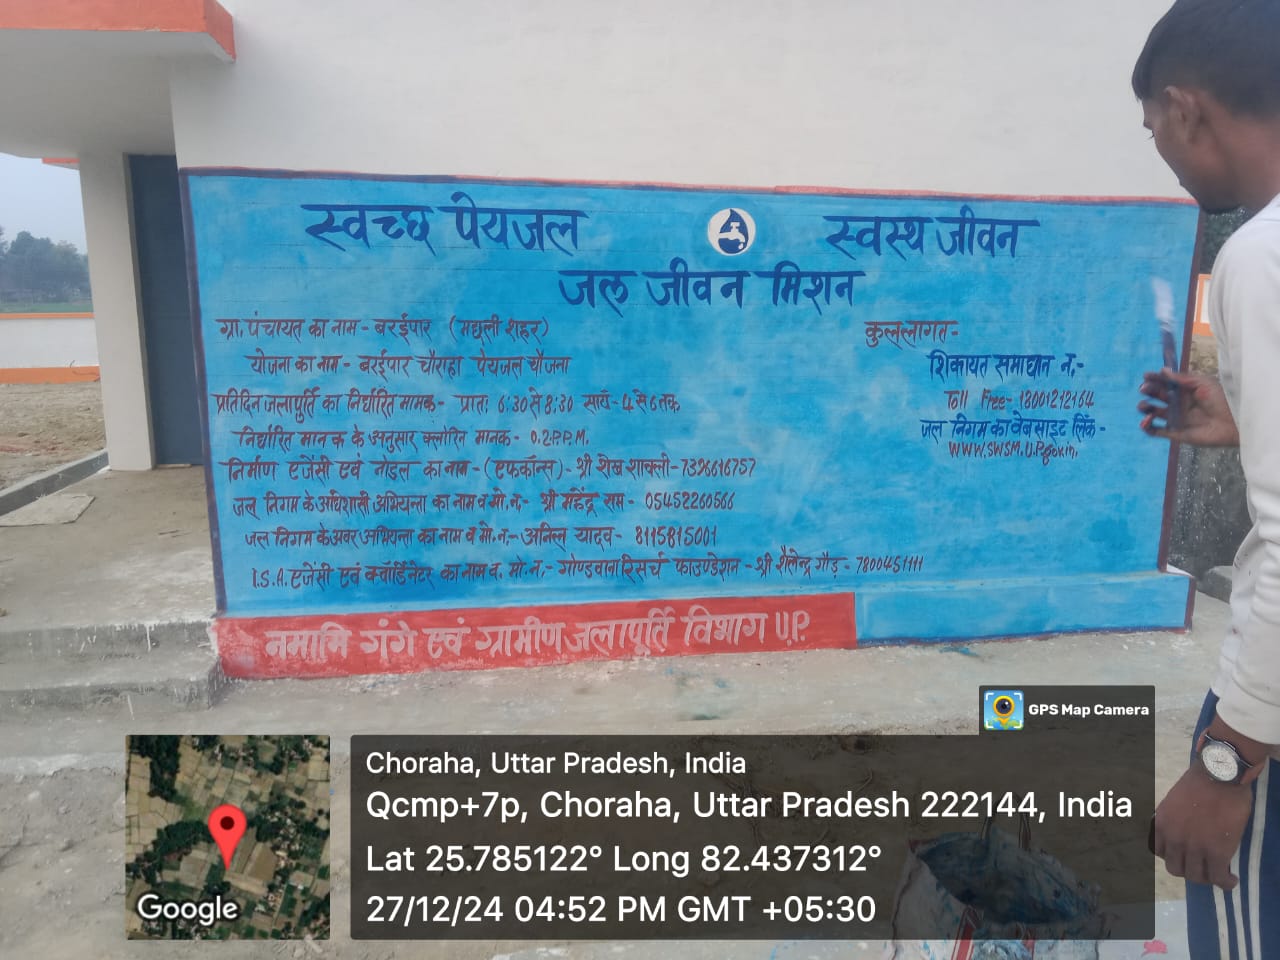 स्वच्छ पेयजल स्वस्थ जीवन
जल जीवन मिशन
ग्रा. पंचायत का नाम - बरईपार (मछली शहर)
योजना का नाम - बरईपार चौराहा पेयजल यौजना
प्रतिदिन जलापूर्ति का निर्धारित मामक - प्रात: 6:30 से 8:30 सायं - 4 से 6 तक
निर्धारित मानक के अनुसार क्लोरिन मानक - 0.2 P.P.M.
निर्माण एजेंसी एवं नोडल का नाम - (एफकॉन्स) - श्री शेख शावली - 7396616757
जल निगम के अधिशासी अभियन्ता का नाम व मो.न.- श्री महेंद्र राम - 05452260566
जल निगम के अवर अभियन्ता का नाम व मो.न.- अनिल यादव - 8115815001
I.S.A. एजेंसी एवं क्वॉर्डिनेटर का नाम व. मो.न.- गोण्डवाना रिसर्च फाउण्डेशन - श्री शैलेन्द्र गौड़ - 7800451111
कुल लागत -
शिकायत समाधान न.-
Toll Free - 18001212164
जल निगम का वेबसाइट लिंक -
WWW.SWSM.U.P.
नमामि गंगे एवं ग्रामीण जलापूर्ति विभाग U.P.
GPS Map Camera
Choraha, Uttar Pradesh, India
Qcmp+7p, Choraha, Uttar Pradesh 222144, India
Lat 25.785122° Long 82.437312°
27/12/24 04:52 PM GMT +05:30
Google